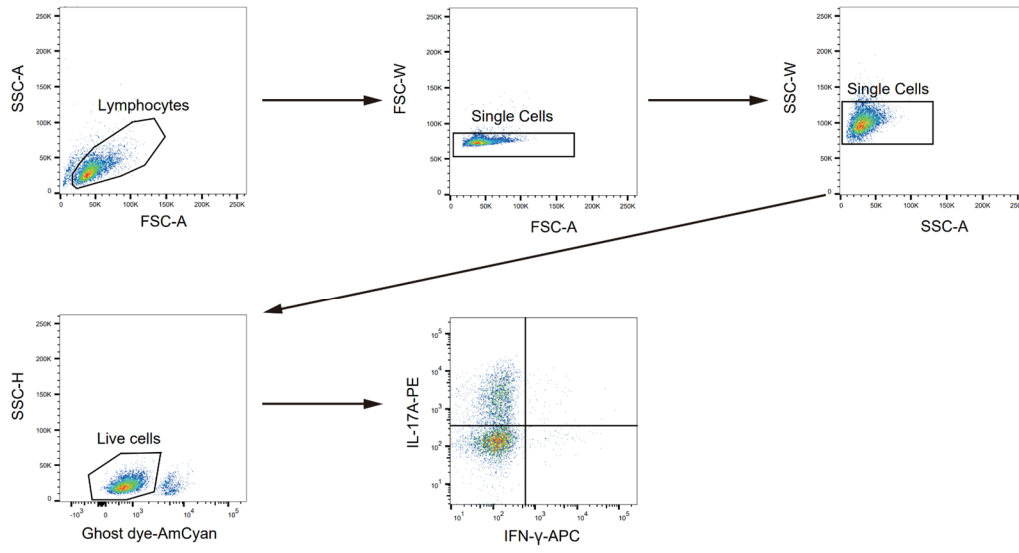 250K
200K
150K
100K
50K
0
SSC-A
Lymphocytes
0 50K 100K 150K 200K 250K
FSC-A
250K
200K
150K
100K
50K
0
FSC-W
Single Cells
0 50K 100K 150K 200K 250K
FSC-A
250K
200K
150K
100K
50K
0
SSC-W
Single Cells
0 50K 100K 150K 200K 250K
SSC-A
250K
200K
150K
100K
50K
0
SSC-H
Live cells
-10³ 0 10³ 10⁴ 10⁵
Ghost dye-AmCyan
10⁵
10⁴
10³
10²
10¹
IL-17A-PE
10¹ 10² 10³ 10⁴ 10⁵
IFN-γ-APC